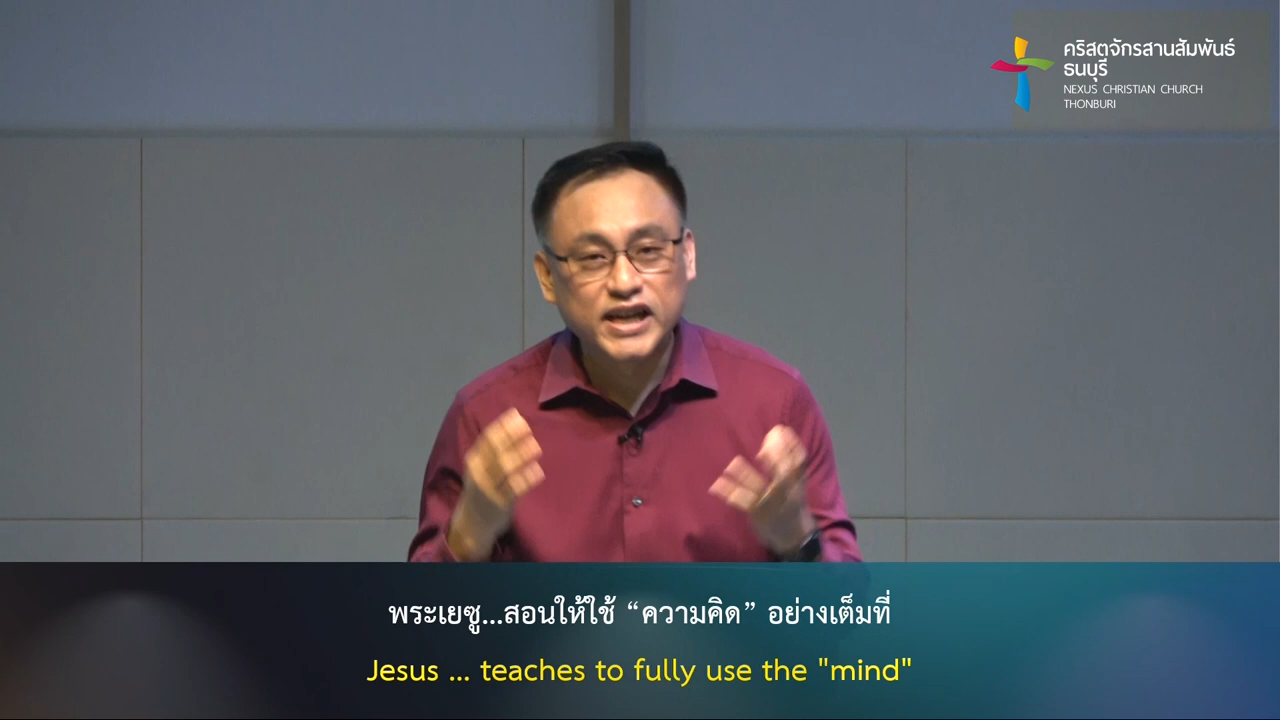 คริสตจักรสานสัมพันธ์
ธนบุรี
NEXUS CHRISTIAN CHURCH
THONBURI
พระเยซู...สอนให้ใช้ “ความคิด” อย่างเต็มที่
Jesus ... teaches to fully use the "mind"